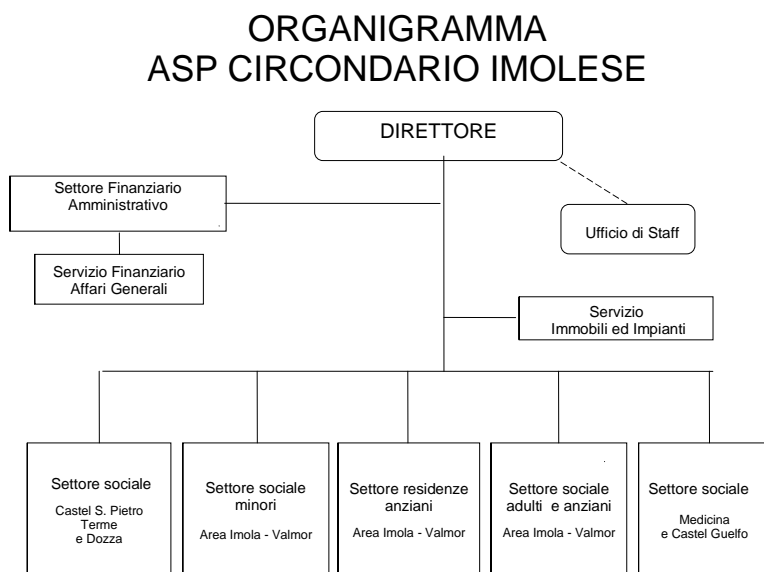 ORGANIGRAMMA
ASP CIRCONDARIO IMOLESE
DIRETTORE
Settore Finanziario
Amministrativo
Ufficio di Staff
Servizio Finanziario
Affari Generali
Servizio
Immobili ed Impianti
Settore sociale
Castel S. Pietro
Terme
e Dozza
Settore sociale
minori
Area Imola - Valmor
Settore residenze
anziani
Area Imola - Valmor
Settore sociale
adulti e anziani
Area Imola - Valmor
Settore sociale
Medicina
e Castel Guelfo